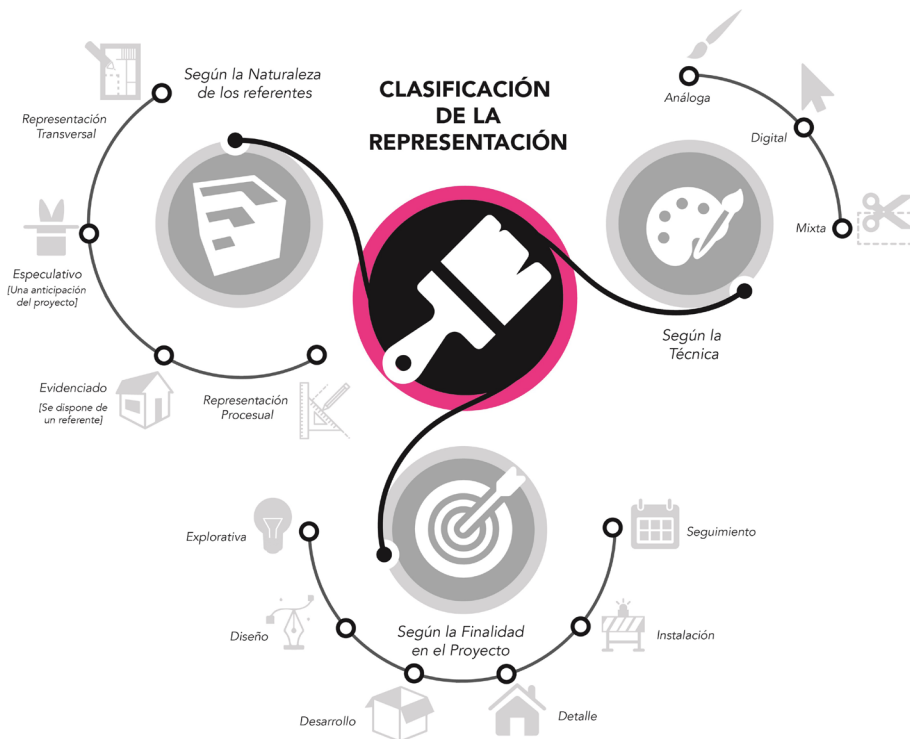 CLASIFICACIÓN
DE LA
REPRESENTACIÓN
Según la Naturaleza
de los referentes
Representación
Transversal
Especulativo
[Una anticipación
del proyecto]
Evidenciado
[Se dispone de
un referente]
Representación
Procesual
Análoga
Digital
Mixta
Según la
Técnica
Explorativa
Diseño
Desarrollo
Según la Finalidad
en el Proyecto
Detalle
Instalación
Seguimiento